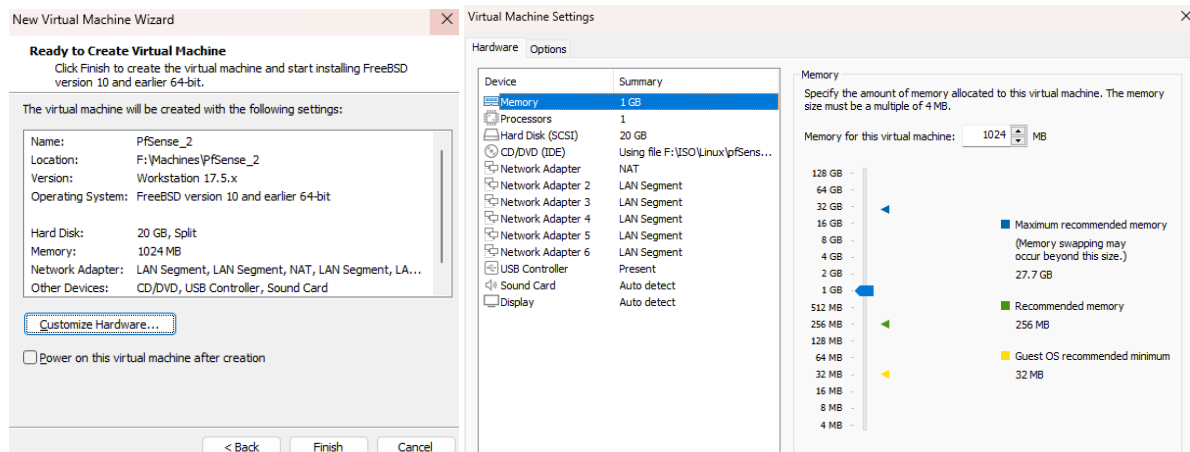 New Virtual Machine Wizard
Ready to Create Virtual Machine
Click Finish to create the virtual machine and start installing FreeBSD
version 10 and earlier 64-bit.
The virtual machine will be created with the following settings:
Name: PfSense_2
Location: F:\Machines\PfSense_2
Version: Workstation 17.5.x
Operating System: FreeBSD version 10 and earlier 64-bit
Hard Disk: 20 GB, Split
Memory: 1024 MB
Network Adapter: LAN Segment, LAN Segment, NAT, LAN Segment, LA...
Other Devices: CD/DVD, USB Controller, Sound Card
Customize Hardware...
Power on this virtual machine after creation
< Back Finish Cancel
Virtual Machine Settings
Hardware Options
Device Summary
Memory 1 GB
Processors 1
Hard Disk (SCSI) 20 GB
CD/DVD (IDE) Using file F:\ISO\Linux\pfSens...
Network Adapter NAT
Network Adapter 2 LAN Segment
Network Adapter 3 LAN Segment
Network Adapter 4 LAN Segment
Network Adapter 5 LAN Segment
Network Adapter 6 LAN Segment
USB Controller Present
Sound Card Auto detect
Display Auto detect
Memory
Specify the amount of memory allocated to this virtual machine. The memory
size must be a multiple of 4 MB.
Memory for this virtual machine: 1024 MB
128 GB
64 GB
32 GB
16 GB
8 GB
4 GB
2 GB
1 GB
512 MB
256 MB
128 MB
64 MB
32 MB
16 MB
8 MB
4 MB
Maximum recommended memory
(Memory swapping may
occur beyond this size.)
27.7 GB
Recommended memory
256 MB
Guest OS recommended minimum
32 MB